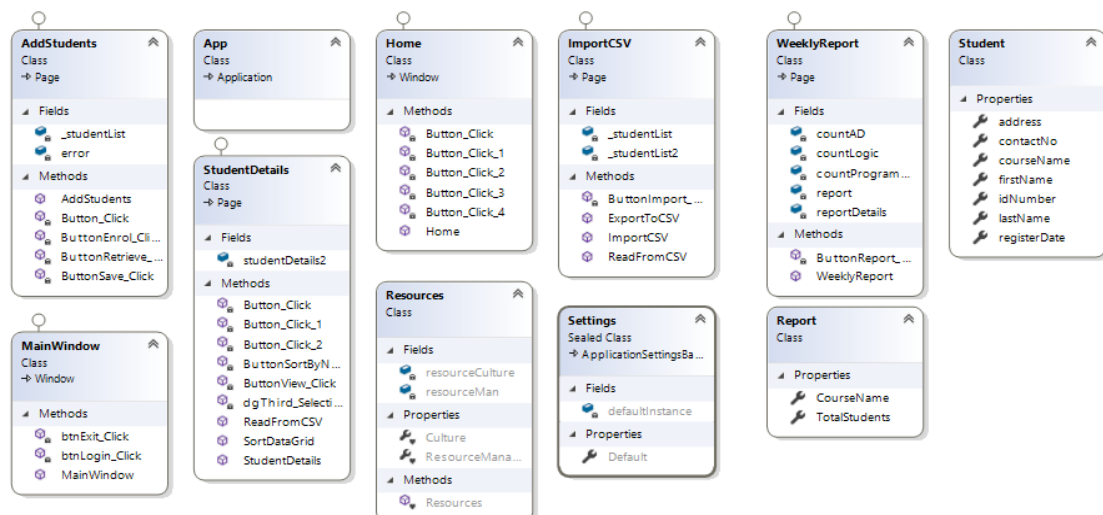 AddStudents
Class
Page
Fields
_studentList
error
Methods
AddStudents
Button_Click
ButtonEnrol_Cli...
ButtonRetrieve_...
ButtonSave_Click
App
Class
Application
Home
Class
Window
Methods
Button_Click
Button_Click_1
Button_Click_2
Button_Click_3
Button_Click_4
Home
ImportCSV
Class
Page
Fields
_studentList
_studentList2
Methods
ButtonImport_...
ExportToCSV
ImportCSV
ReadFromCSV
WeeklyReport
Class
Page
Fields
countAD
countLogic
countProgram...
report
reportDetails
Methods
ButtonReport_...
WeeklyReport
Student
Class
Properties
address
contactNo
courseName
firstName
idNumber
lastName
registerDate
StudentDetails
Class
Page
Fields
studentDetails2
Methods
Button_Click
Button_Click_1
Button_Click_2
ButtonSortByN...
ButtonView_Click
dgThird_Selecti...
ReadFromCSV
SortDataGrid
StudentDetails
MainWindow
Class
Window
Methods
btnExit_Click
btnLogin_Click
MainWindow
Resources
Class
Fields
resourceCulture
resourceMan
Properties
Culture
ResourceMana...
Methods
Resources
Settings
Sealed Class
ApplicationSettingsBa...
Fields
defaultInstance
Properties
Default
Report
Class
Properties
CourseName
TotalStudents